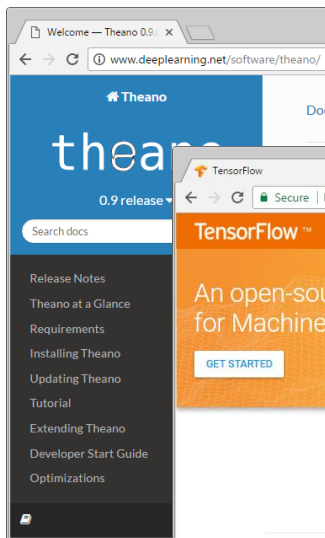 Welcome — Theano 0.9.
www.deeplearning.net/software/theano/
Theano
Do
theano
0.9 release
Search docs
Release Notes
Theano at a Glance
Requirements
Installing Theano
Updating Theano
Tutorial
Extending Theano
Developer Start Guide
Optimizations
TensorFlow
Secure
TensorFlow ™
An open-sou
for Machine
GET STARTED